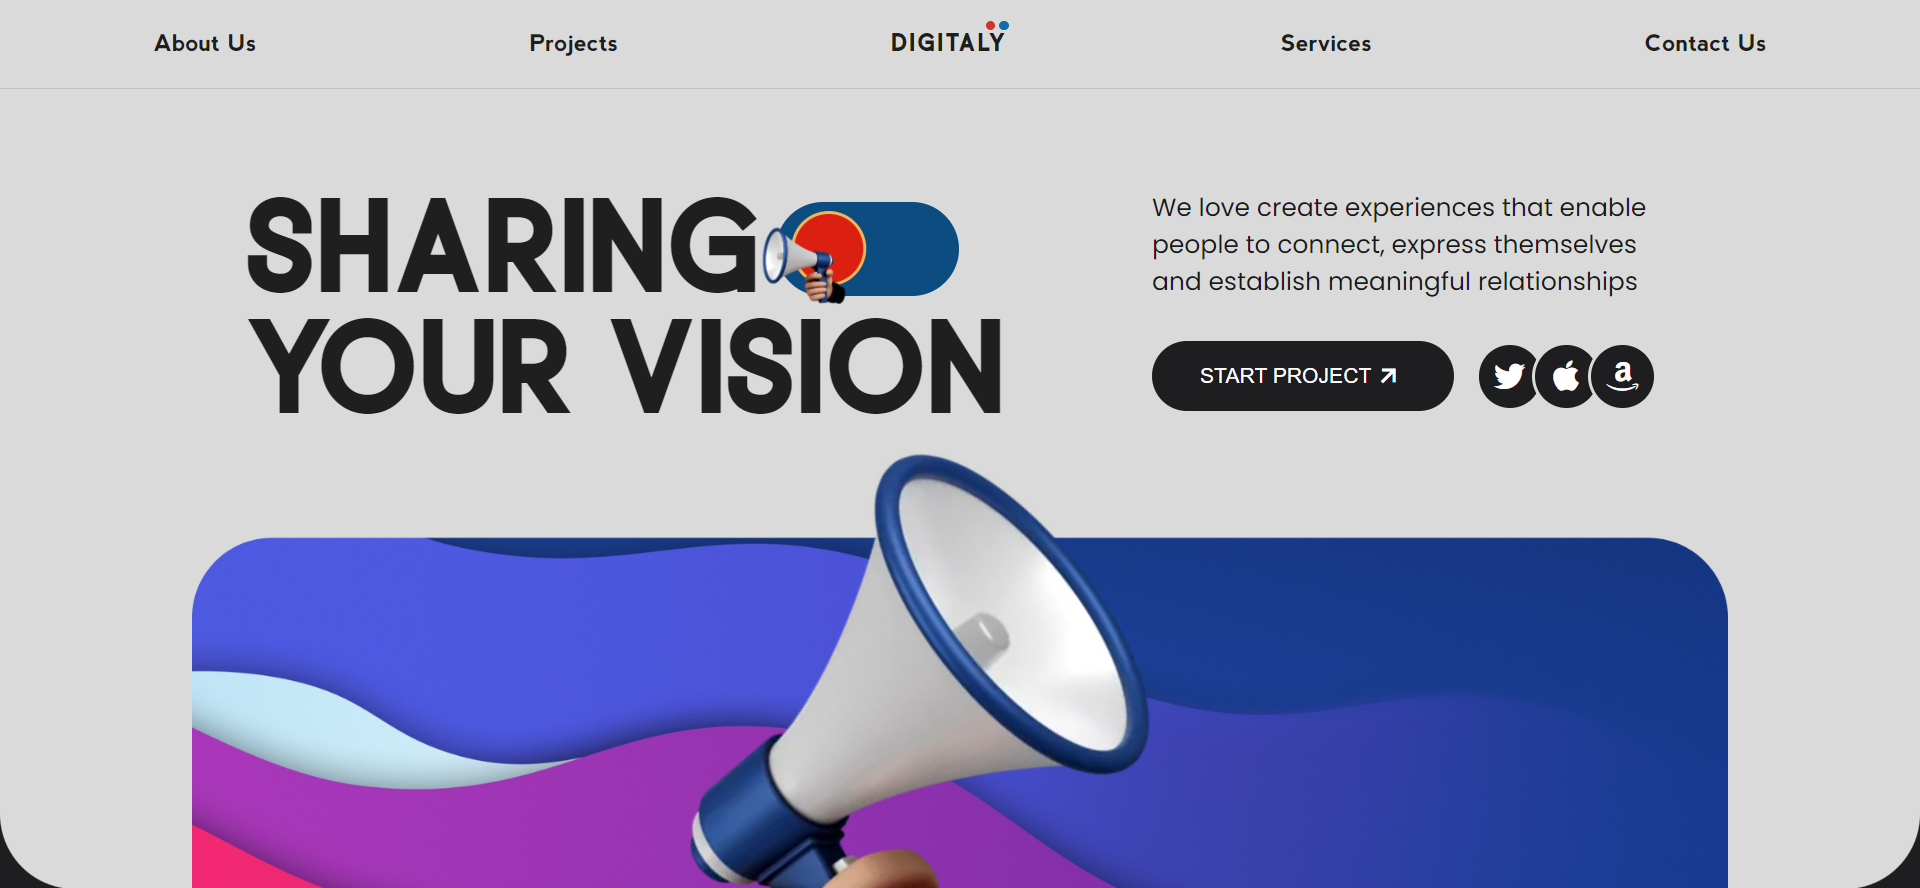 About Us
Projects
DIGITALY
Services
Contact Us
SHARING
YOUR VISION
We love create experiences that enable
people to connect, express themselves
and establish meaningful relationships
START PROJECT